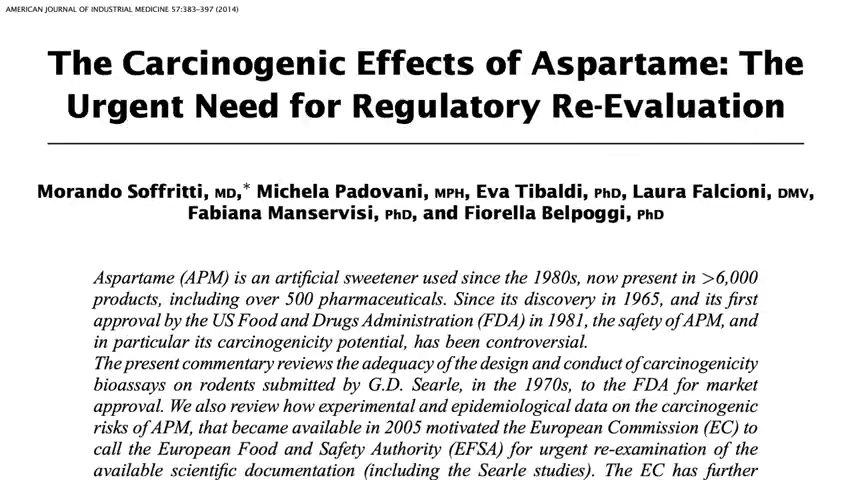 AMERICAN JOURNAL OF INDUSTRIAL MEDICINE 57:383–397 (2014)
The Carcinogenic Effects of Aspartame: The
Urgent Need for Regulatory Re-Evaluation
Morando Soffritti, MD,* Michela Padovani, MPH, Eva Tibaldi, PhD, Laura Falcioni, DMV,
Fabiana Manservisi, PhD, and Fiorella Belpoggi, PhD
Aspartame (APM) is an artificial sweetener used since the 1980s, now present in >6,000
products, including over 500 pharmaceuticals. Since its discovery in 1965, and its first
approval by the US Food and Drugs Administration (FDA) in 1981, the safety of APM, and
in particular its carcinogenicity potential, has been controversial.
The present commentary reviews the adequacy of the design and conduct of carcinogenicity
bioassays on rodents submitted by G.D. Searle, in the 1970s, to the FDA for market
approval. We also review how experimental and epidemiological data on the carcinogenic
risks of APM, that became available in 2005 motivated the European Commission (EC) to
call the European Food and Safety Authority (EFSA) for urgent re-examination of the
available scientific documentation (including the Searle studies). The EC has further